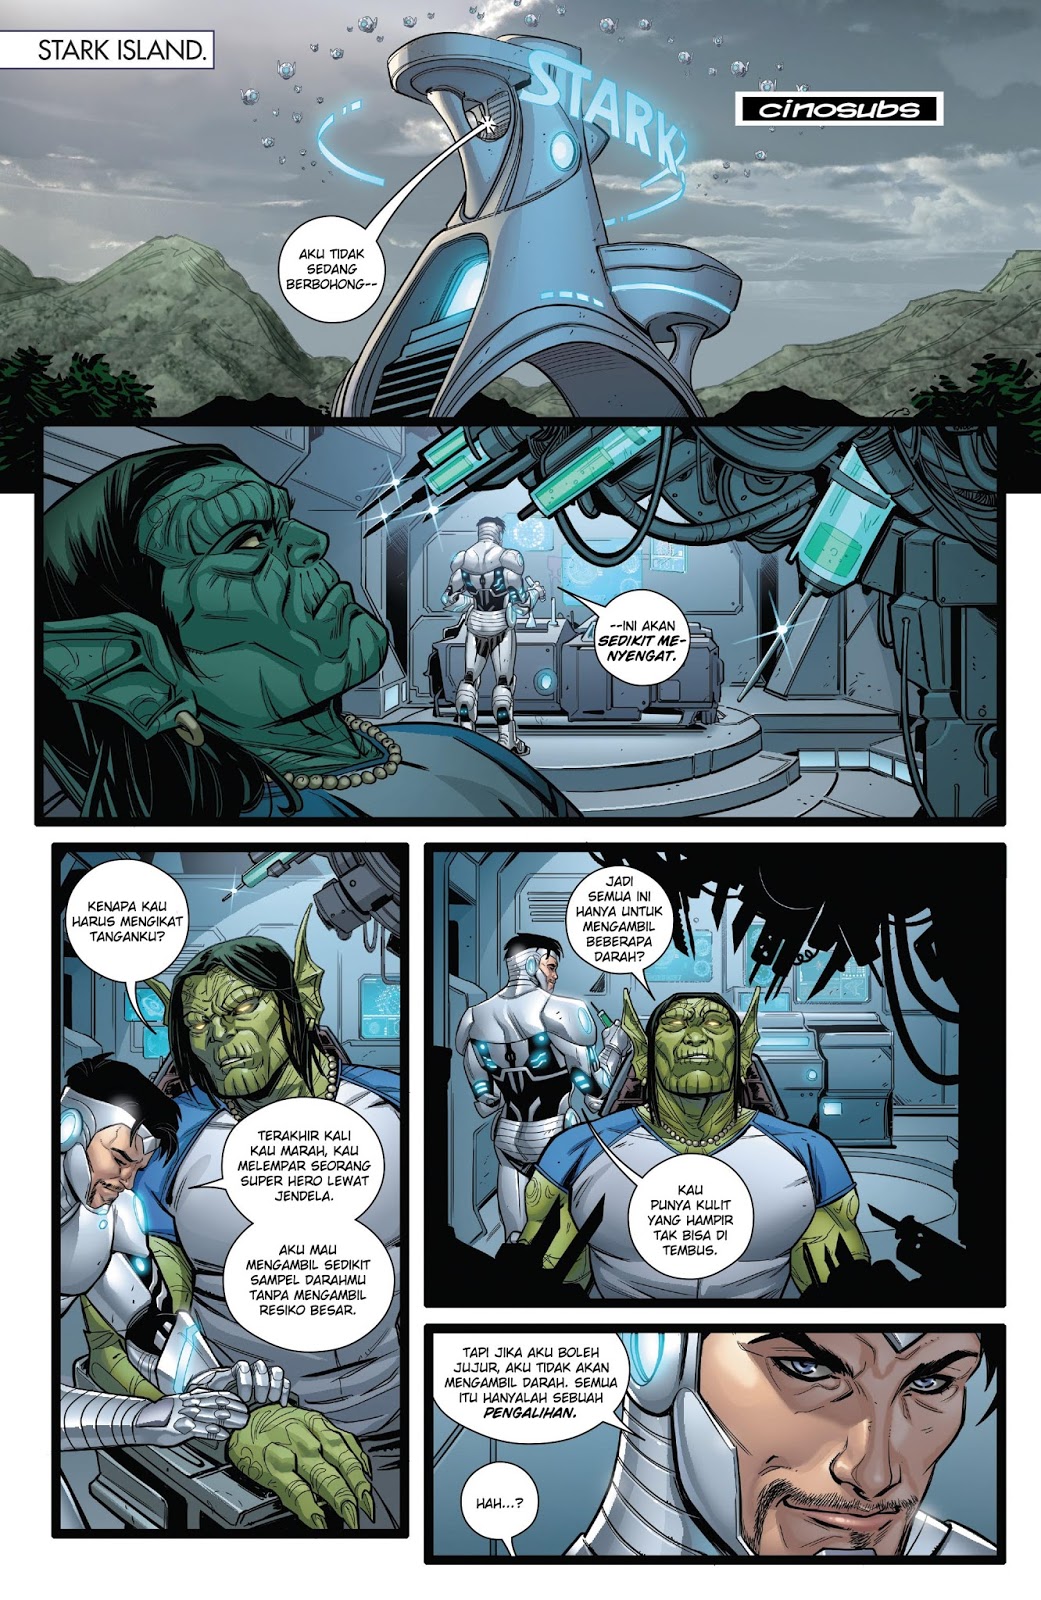 STARK ISLAND.
STARK
cinosubs
AKU TIDAK
SEDANG
BERBOHONG--
--INI AKAN
SEDIKIT ME-
NYENGAT.
KENAPA KAU
HARUS MENGIKAT
TANGANKU?
TERAKHIR KALI
KAU MARAH, KAU
MELEMPAR SEORANG
SUPER HERO LEWAT
JENDELA.
AKU MAU
MENGAMBIL SEDIKIT
SAMPEL DARAHMU
TANPA MENGAMBIL
RESIKO BESAR.
JADI
SEMUA INI
HANYA UNTUK
MENGAMBIL
BEBERAPA
DARAH?
KAU
PUNYA KULIT
YANG HAMPIR
TAK BISA DI
TEMBUS.
TAPI JIKA AKU BOLEH
JUJUR, AKU TIDAK AKAN
MENGAMBIL DARAH. SEMUA
ITU HANYALAH SEBUAH
PENGALIHAN.
HAH...?